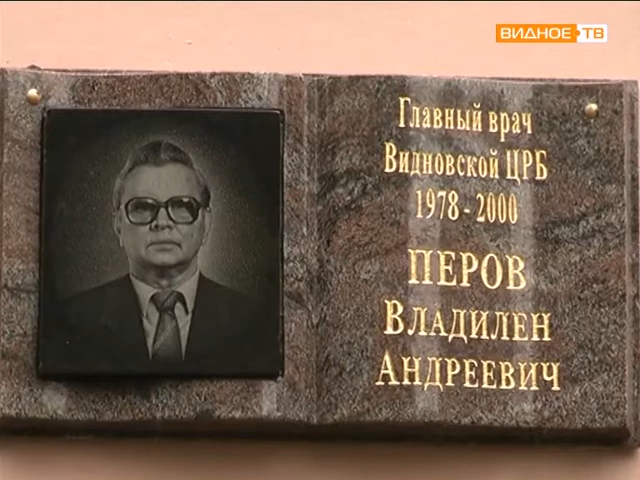 ВИДНОЕ ТВ
Главный врач
Видновской ЦРБ
1978 - 2000
ПЕРОВ
ВЛАДИЛЕН
АНДРЕЕВИЧ